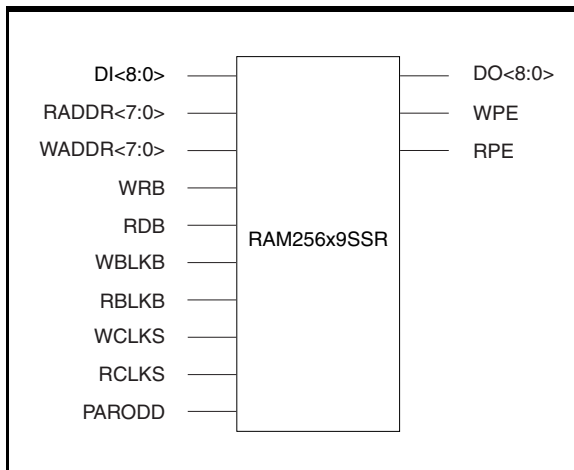 DI<8:0>
RADDR<7:0>
WADDR<7:0>
WRB
RDB
WBLKB
RBLKB
WCLKS
RCLKS
PARODD
RAM256x9SSR
DO<8:0>
WPE
RPE